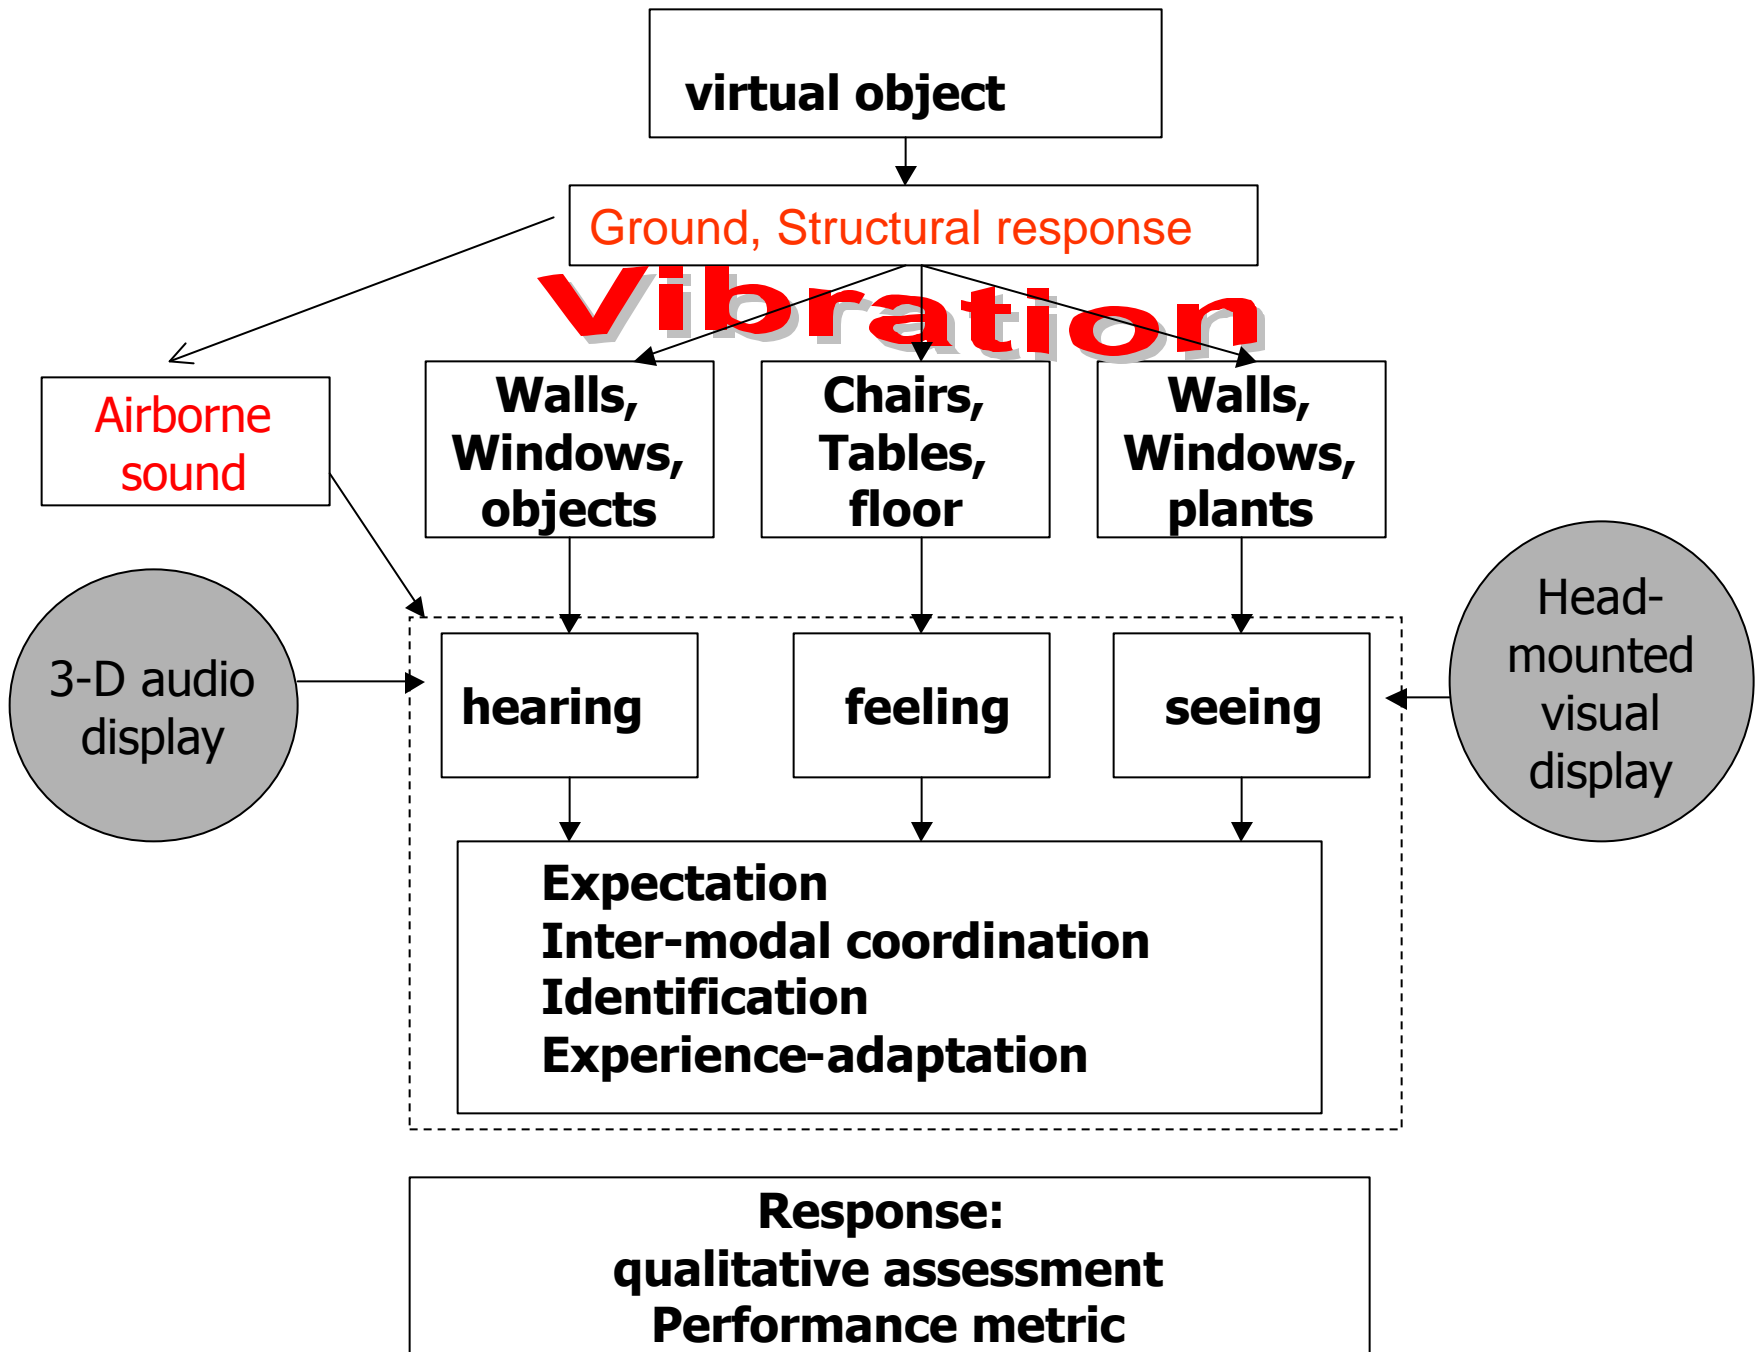 virtual object
Ground, Structural response
Vibration
Airborne
sound
Walls,
Windows,
objects
Chairs,
Tables,
floor
Walls,
Windows,
plants
3-D audio
display
hearing
feeling
seeing
Head-
mounted
visual
display
Expectation
Inter-modal coordination
Identification
Experience-adaptation
Response:
qualitative assessment
Performance metric